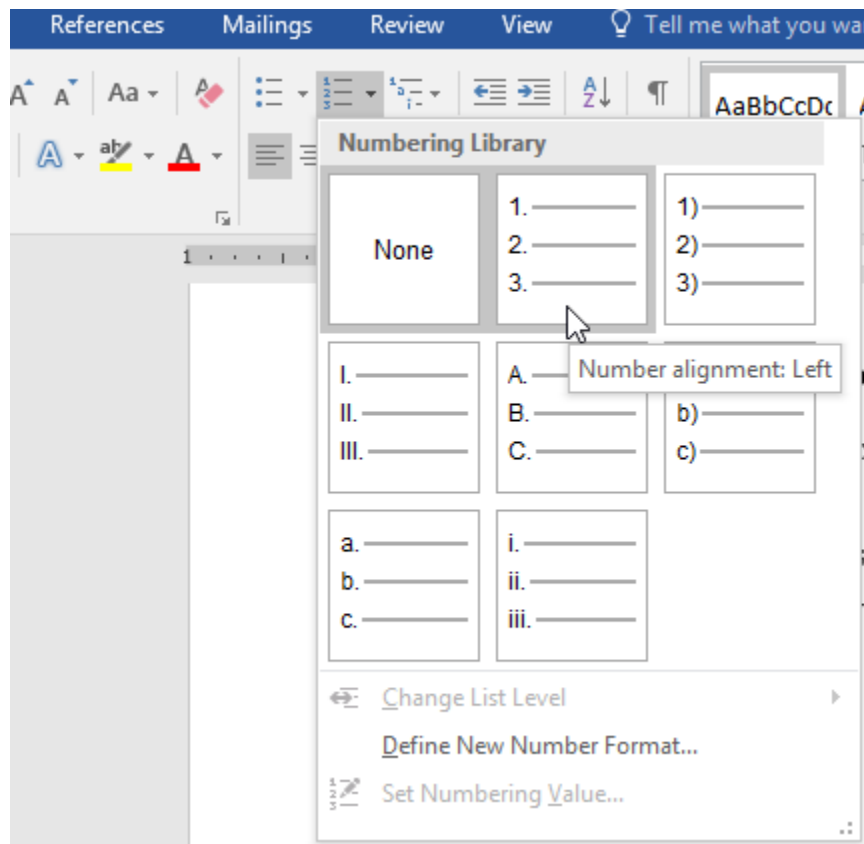 References Mailings Review View Tell me what you wa
A A Aa
A ab A
AaBbCcDc
Numbering Library
None
1.
2.
3.
1)
2)
3)
I.
II.
III.
A.
B.
C.
Number alignment: Left
b)
c)
a.
b.
c.
i.
ii.
iii.
Change List Level
Define New Number Format...
Set Numbering Value...